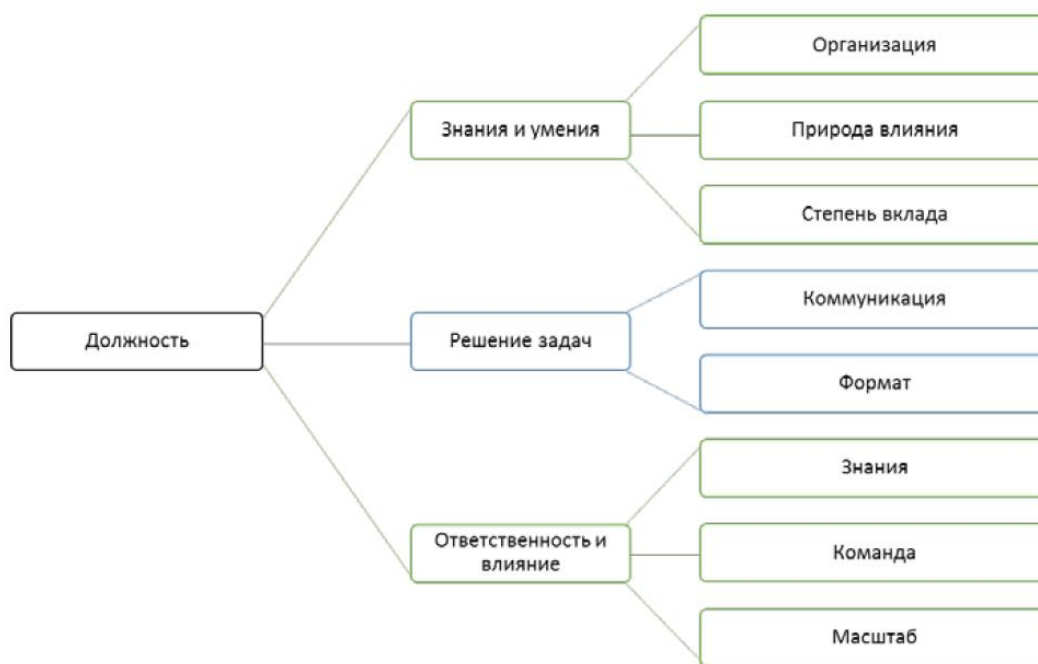 Организация
Знания и умения
Природа влияния
Степень вклада
Коммуникация
Должность
Решение задач
Формат
Знания
Ответственность и
влияние
Команда
Масштаб